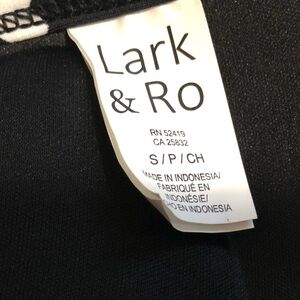 Lark
& Ro
RN 52419
CA 25832
S / P / CH
MADE IN INDONESIA/
FABRIQUÉ EN
INDONÉSIE/
EN INDONESIA